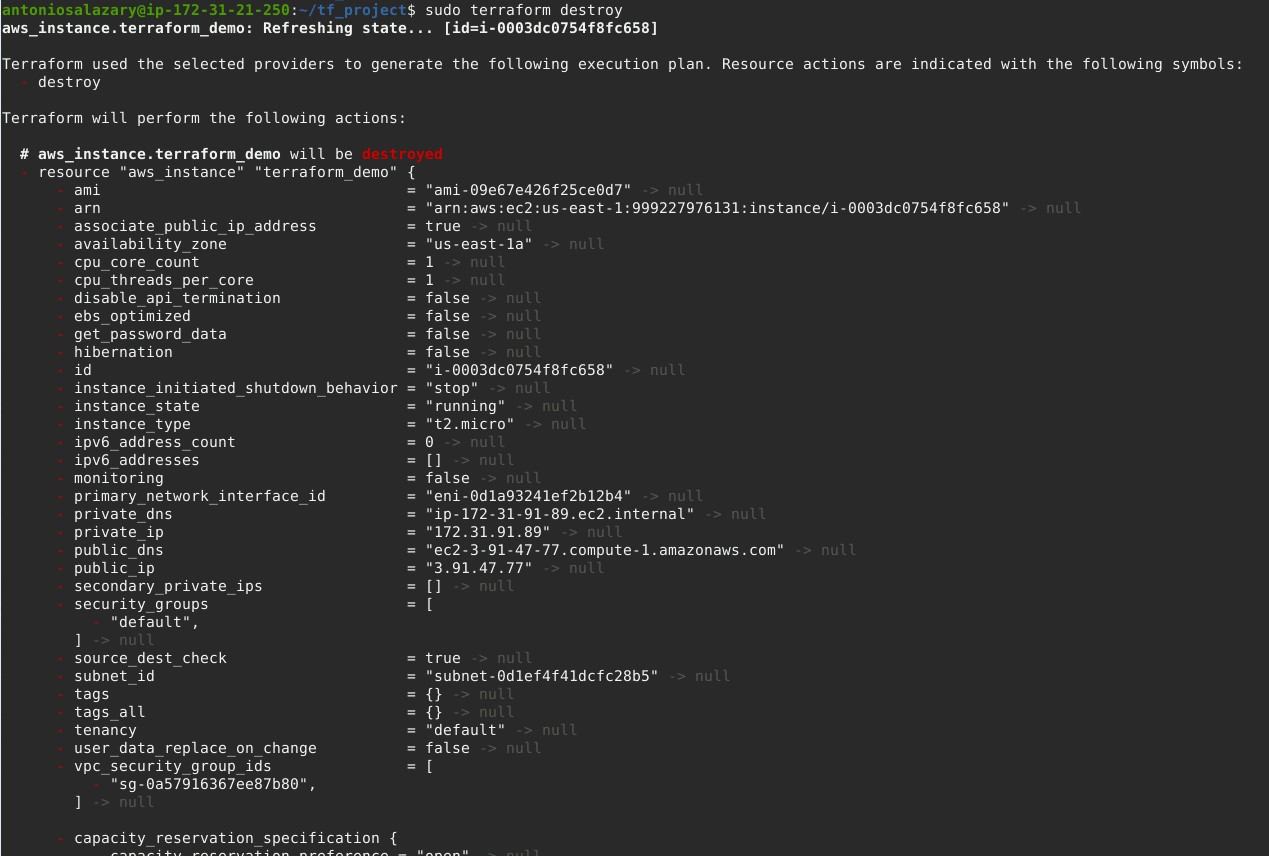 antoniosalazary@ip-172-31-21-250:~/tf_project$ sudo terraform destroy
aws_instance.terraform_demo: Refreshing state... [id=i-0003dc0754f8fc658]
Terraform used the selected providers to generate the following execution plan. Resource actions are indicated with the following symbols:
  - destroy
Terraform will perform the following actions:
  # aws_instance.terraform_demo will be destroyed
  - resource "aws_instance" "terraform_demo" {
      - ami                                  = "ami-09e67e426f25ce0d7" -> null
      - arn                                  = "arn:aws:ec2:us-east-1:999227976131:instance/i-0003dc0754f8fc658" -> null
      - associate_public_ip_address          = true -> null
      - availability_zone                    = "us-east-1a" -> null
      - cpu_core_count                       = 1 -> null
      - cpu_threads_per_core                 = 1 -> null
      - disable_api_termination              = false -> null
      - ebs_optimized                        = false -> null
      - get_password_data                    = false -> null
      - hibernation                          = false -> null
      - id                                   = "i-0003dc0754f8fc658" -> null
      - instance_initiated_shutdown_behavior = "stop" -> null
      - instance_state                       = "running" -> null
      - instance_type                        = "t2.micro" -> null
      - ipv6_address_count                   = 0 -> null
      - ipv6_addresses                       = [] -> null
      - monitoring                           = false -> null
      - primary_network_interface_id         = "eni-0d1a93241ef2b12b4" -> null
      - private_dns                          = "ip-172-31-91-89.ec2.internal" -> null
      - private_ip                           = "172.31.91.89" -> null
      - public_dns                           = "ec2-3-91-47-77.compute-1.amazonaws.com" -> null
      - public_ip                            = "3.91.47.77" -> null
      - secondary_private_ips                = [] -> null
      - security_groups                      = [
          - "default",
        ] -> null
      - source_dest_check                    = true -> null
      - subnet_id                            = "subnet-0d1ef4f41dcfc28b5" -> null
      - tags                                 = {} -> null
      - tags_all                             = {} -> null
      - tenancy                              = "default" -> null
      - user_data_replace_on_change          = false -> null
      - vpc_security_group_ids               = [
          - "sg-0a57916367ee87b80",
        ] -> null
      - capacity_reservation_specification {
          - capacity_reservation_preference = "open" -> null